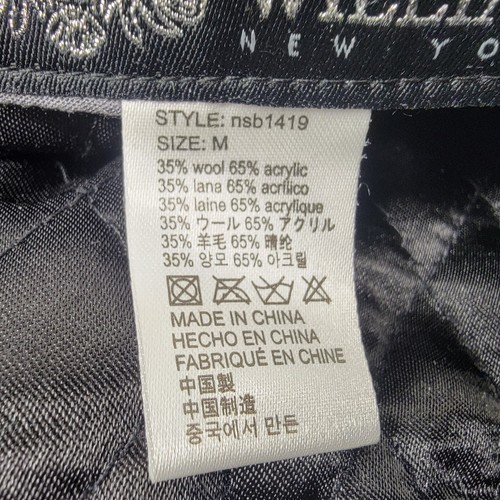 NEW YO
STYLE: nsb1419
SIZE: M
35% wool 65% acrylic
35% lana 65% acrílico
35% laine 65% acrylique
35% ウール 65% アクリル
35% 羊毛 65% 晴纶
35% 양모 65% 아크릴
MADE IN CHINA
HECHO EN CHINA
FABRIQUÉ EN CHINE
中国製
中国制造
중국에서 만든